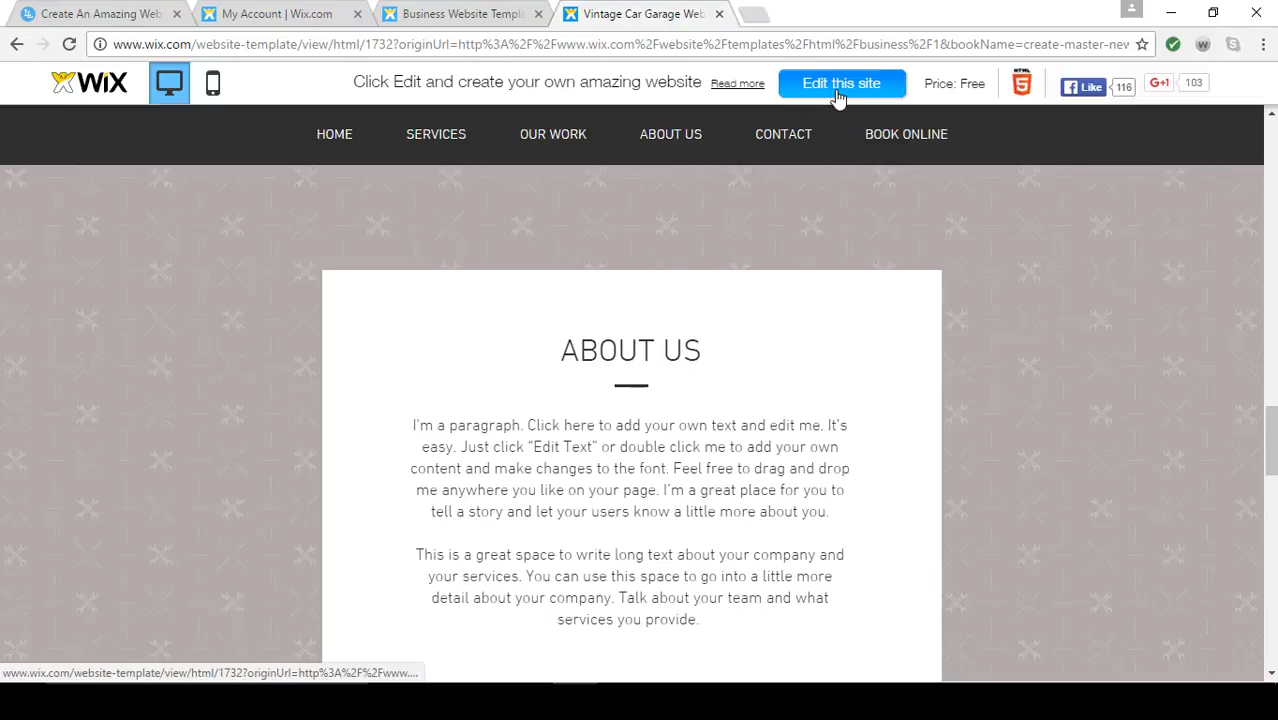 Create An Amazing Web
My Account | Wix.com
Business Website Templa
Vintage Car Garage Web
www.wix.com/website-template/view/html/1732?originUrl=http%3A%2F%2Fwww.wix.com%2Fwebsite%2Ftemplates%2Fhtml%2Fbusiness%2F1&bookName=create-master-new
WiX
Click Edit and create your own amazing website
Read more
Edit this site
Price: Free
HTML 5
Like 116
G+1 103
HOME SERVICES OUR WORK ABOUT US CONTACT BOOK ONLINE
ABOUT US
I'm a paragraph. Click here to add your own text and edit me. It's
easy. Just click “Edit Text” or double click me to add your own
content and make changes to the font. Feel free to drag and drop
me anywhere you like on your page. I'm a great place for you to
tell a story and let your users know a little more about you.
This is a great space to write long text about your company and
your services. You can use this space to go into a little more
detail about your company. Talk about your team and what
services you provide.
www.wix.com/website-template/view/html/1732?originUrl=http%3A%2F%2Fwww....